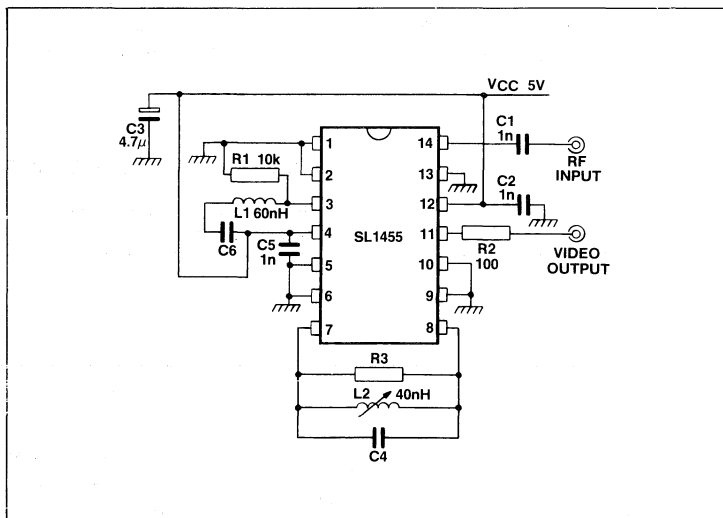 VCC 5V
C3
4.7μ
C1
1n
RF
INPUT
1
14
R1 10k
2
13
C2
1n
3
12
L1 60nH
SL1455
4
11
C6
C5
1n
R2
100
VIDEO
OUTPUT
5
10
6
9
7
8
R3
L2
40nH
C4